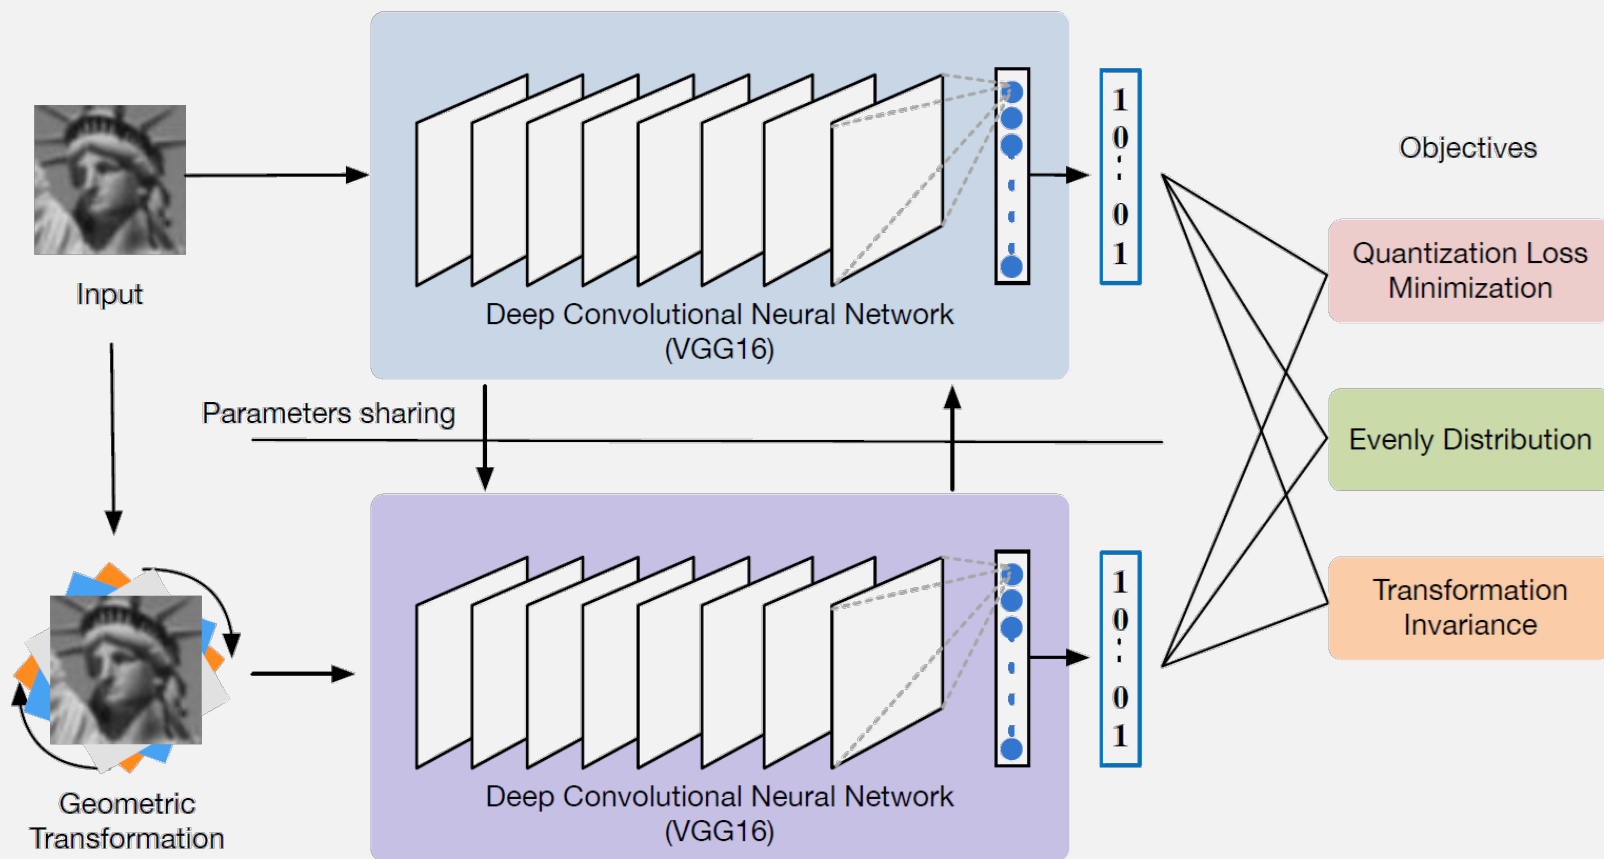 Input
Deep Convolutional Neural Network
(VGG16)
1
0
0
1
Objectives
Quantization Loss
Minimization
Parameters sharing
Evenly Distribution
Transformation
Invariance
Geometric
Transformation
Deep Convolutional Neural Network
(VGG16)
1
0
0
1